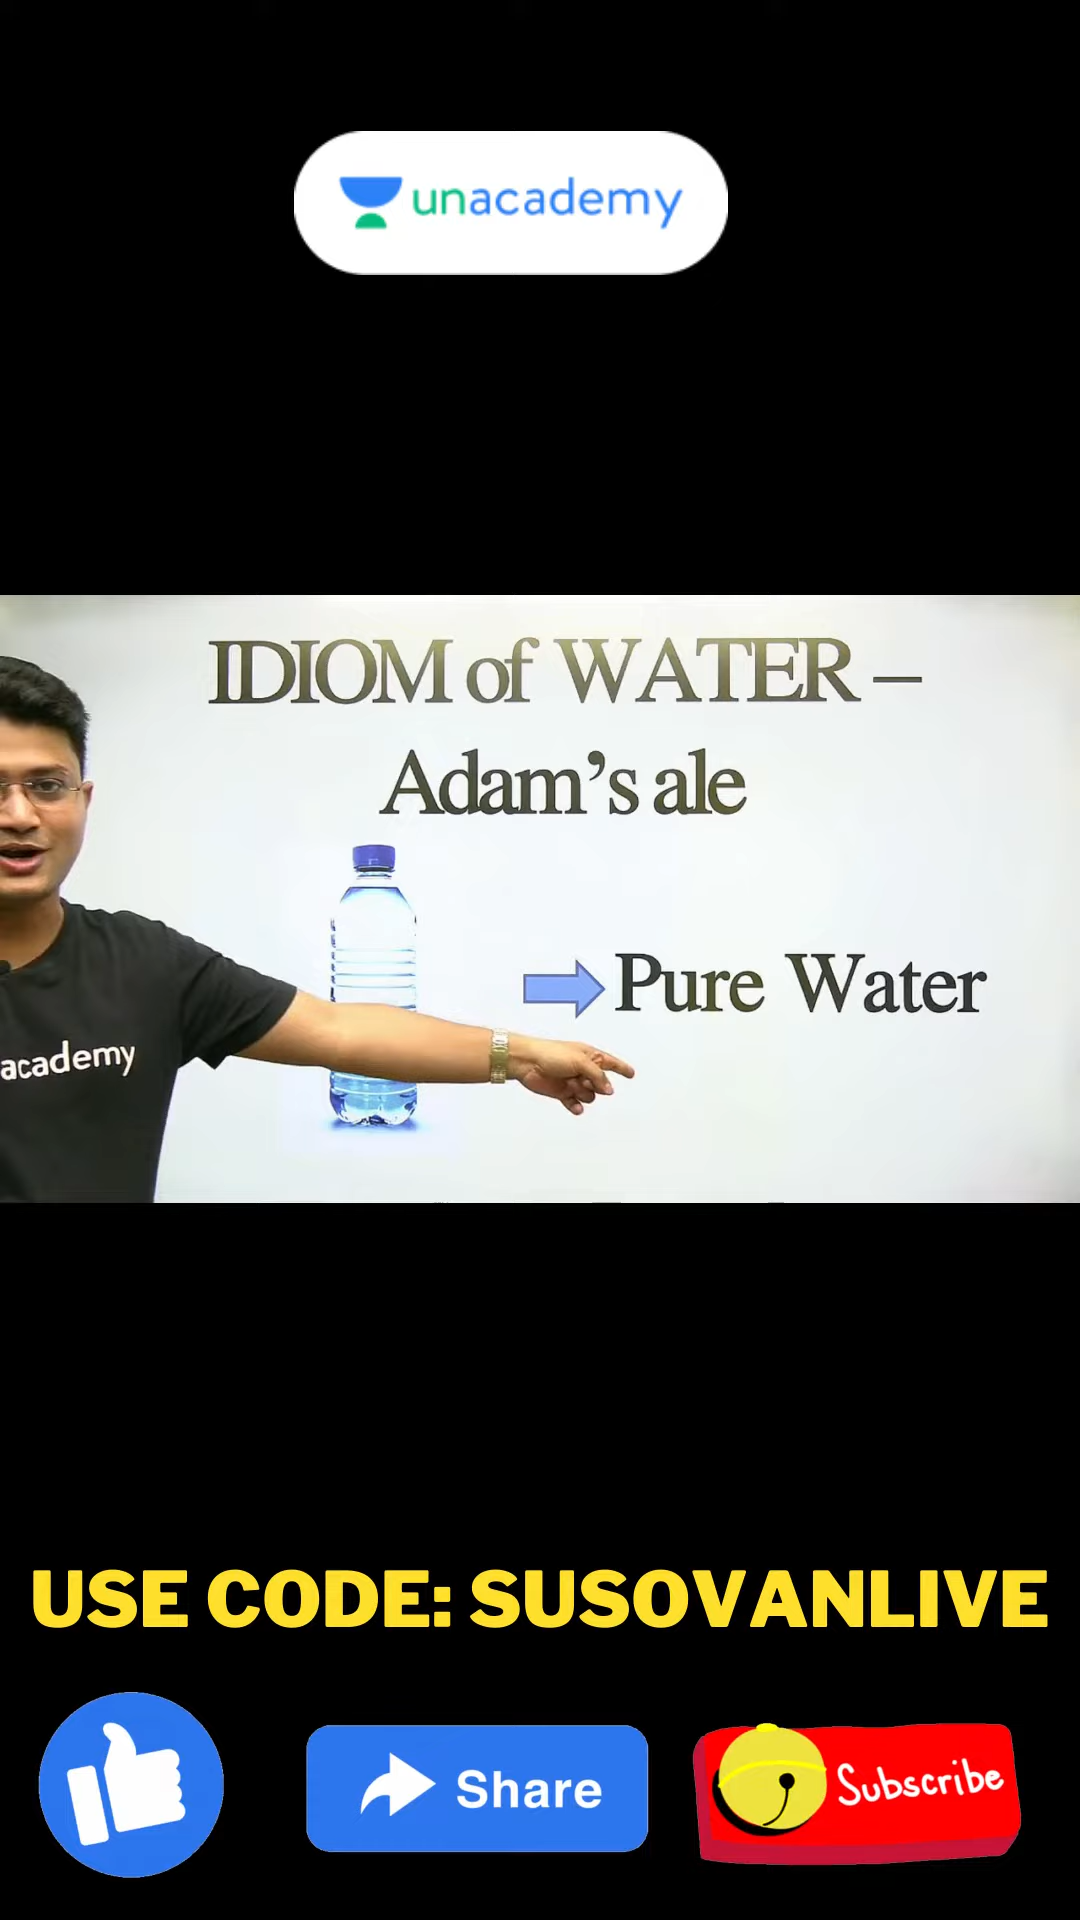 unacademy
IDIOM of WATER –
Adam’s ale
Pure Water
academy
USE CODE: SUSOVANLIVE
Share
Subscribe